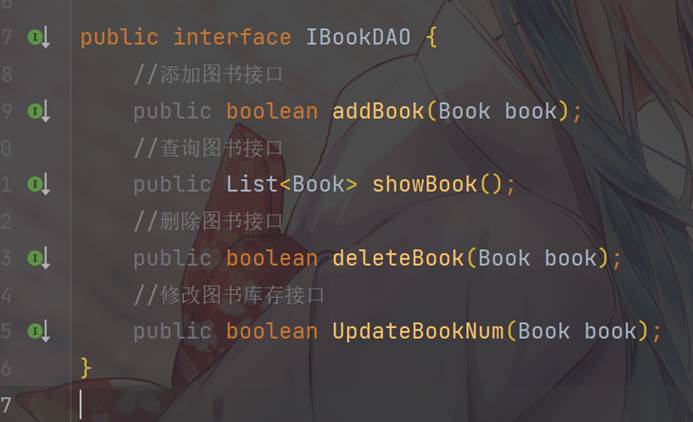 7 public interface IBookDAO {
8 //添加图书接口
9 public boolean addBook(Book book);
0 //查询图书接口
1 public List<Book> showBook();
2 //删除图书接口
3 public boolean deleteBook(Book book);
4 //修改图书库存接口
5 public boolean UpdateBookNum(Book book);
6 }
7